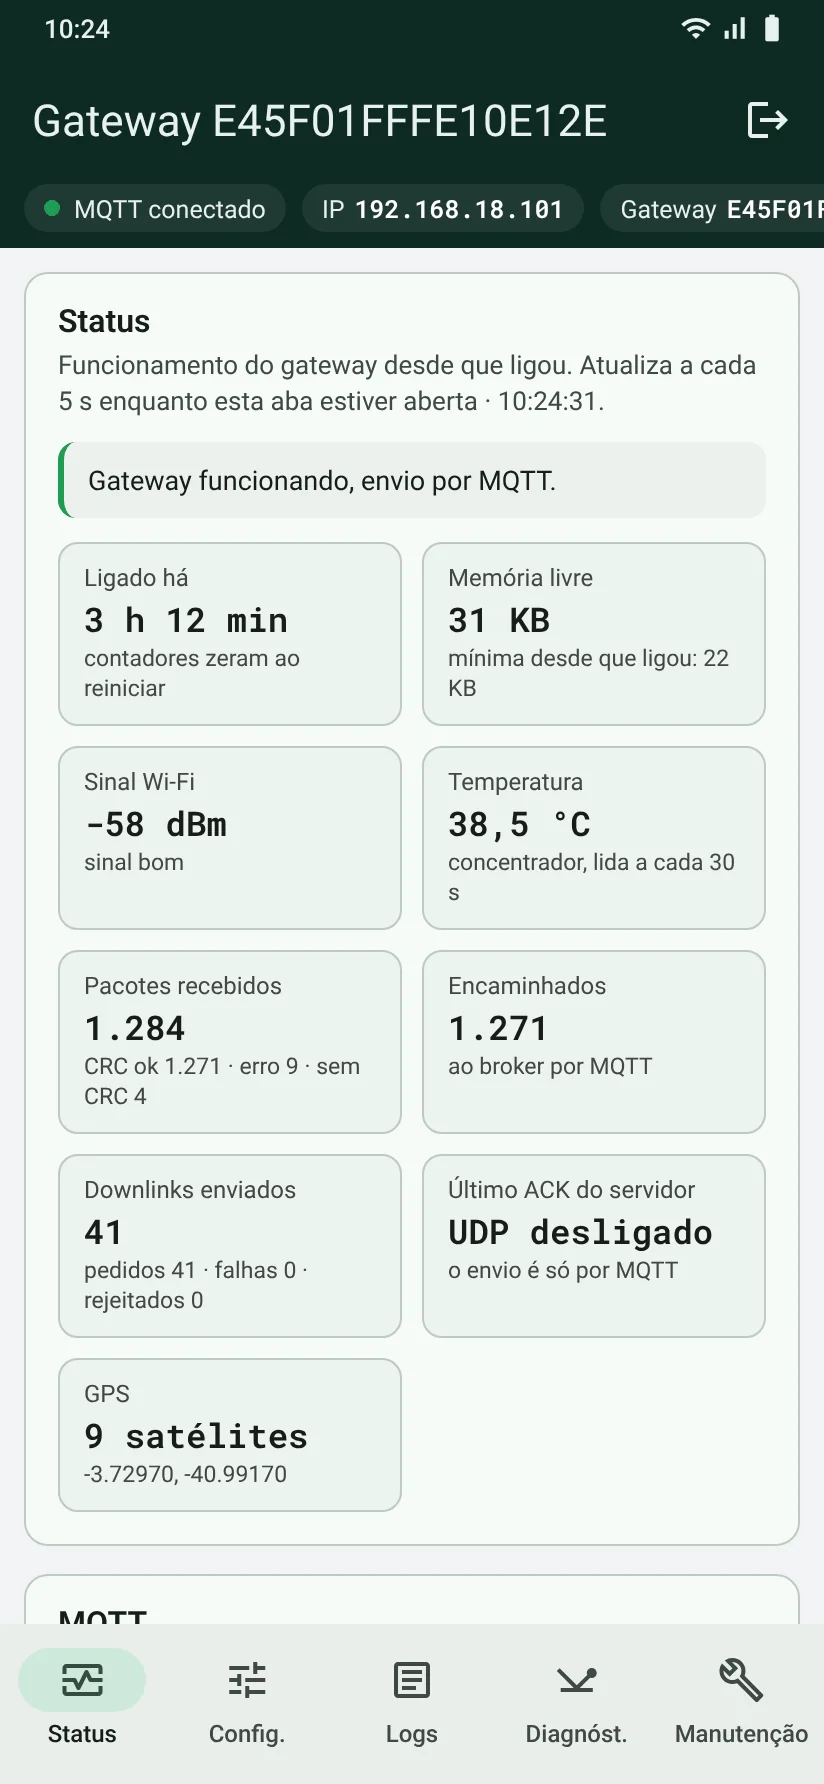 10:24
Gateway E45F01FFFE10E12E
MQTT conectado
IP 192.168.18.101
Gateway E45F01F
Status
Funcionamento do gateway desde que ligou. Atualiza a cada
5 s enquanto esta aba estiver aberta · 10:24:31.
Gateway funcionando, envio por MQTT.
Ligado há
3 h 12 min
contadores zeram ao
reiniciar
Memória livre
31 KB
mínima desde que ligou: 22
KB
Sinal Wi-Fi
-58 dBm
sinal bom
Temperatura
38,5 °C
concentrador, lida a cada 30
s
Pacotes recebidos
1.284
CRC ok 1.271 · erro 9 · sem
CRC 4
Encaminhados
1.271
ao broker por MQTT
Downlinks enviados
41
pedidos 41 · falhas 0 ·
rejeitados 0
Último ACK do servidor
UDP desligado
o envio é só por MQTT
GPS
9 satélites
-3.72970, -40.99170
MQTT
Status
Config.
Logs
Diagnóst.
Manutenção